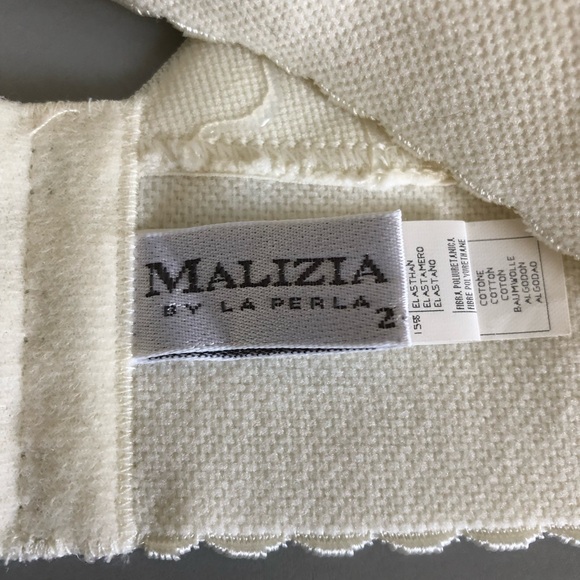 MALIZIA
BY LA PERLA
2
15% ELASTHAN
ELASTAMERO
ELASTANO
FIBRA POLIURETANICA
FIBRE POLYURETHANE
COTONE
COTTON
COTON
BAUMWOLLE
ALGODON
ALGODAO